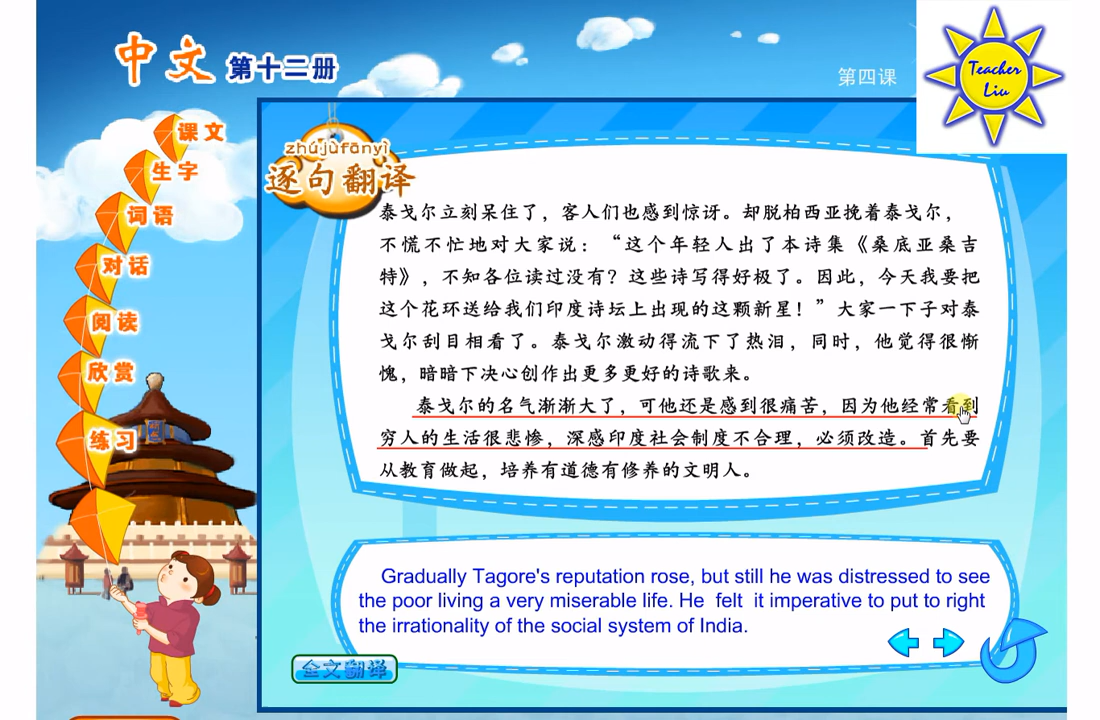 中文 第十二册
第四课
Teacher
Liu
课文
生字
词语
对话
阅读
欣赏
练习
zhújùfānyì
逐句翻译
泰戈尔立刻呆住了，客人们也感到惊讶。却脱柏西亚挽着泰戈尔，
不慌不忙地对大家说：“这个年轻人出了本诗集《桑底亚桑吉
特》，不知各位读过没有？这些诗写得好极了。因此，今天我要把
这个花环送给我们印度诗坛上出现的这颗新星！”大家一下子对泰
戈尔刮目相看了。泰戈尔激动得流下了热泪，同时，他觉得很惭
愧，暗暗下决心创作出更多更好的诗歌来。
泰戈尔的名气渐渐大了，可他还是感到很痛苦，因为他经常看到
穷人的生活很悲惨，深感印度社会制度不合理，必须改造。首先要
从教育做起，培养有道德有修养的文明人。
Gradually Tagore's reputation rose, but still he was distressed to see
the poor living a very miserable life. He felt it imperative to put to right
the irrationality of the social system of India.
全文翻译